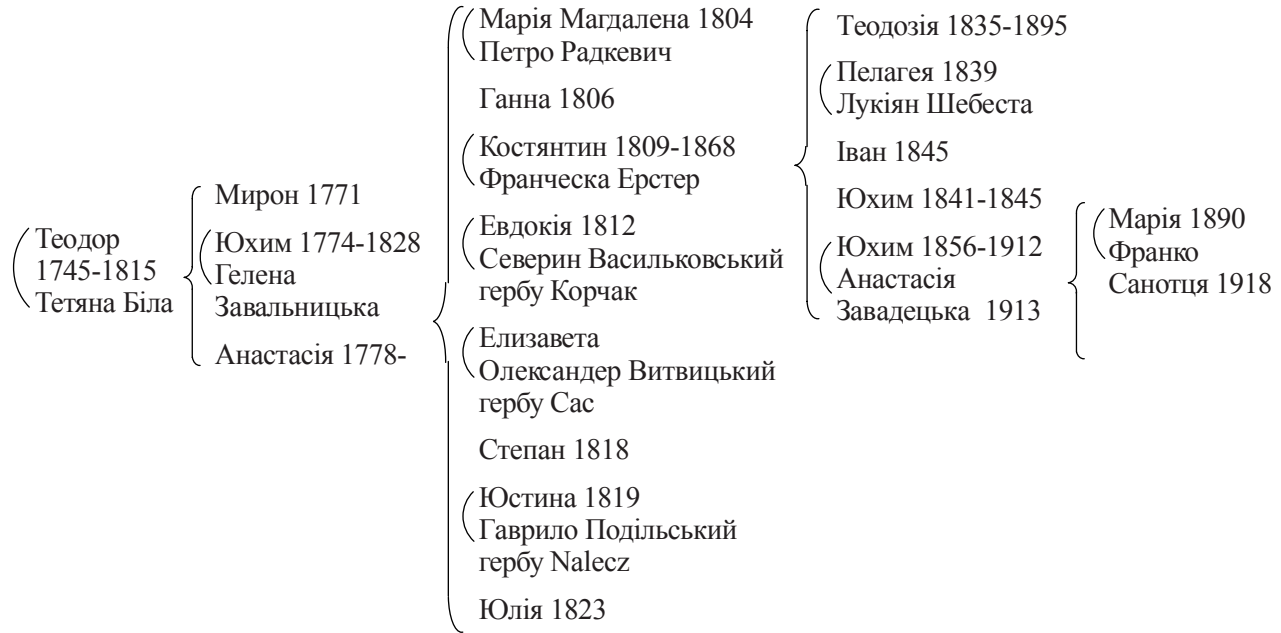 Теодор
1745-1815
Тетяна Біла
Мирон 1771
Юхим 1774-1828
Гелена
Завальницька
Анастасія 1778-
Марія Магдалена 1804
Петро Радкевич
Ганна 1806
Костянтин 1809-1868
Франческа Ерстер
Евдокія 1812
Северин Васильковський
гербу Корчак
Елизавета
Олександер Витвицький
гербу Сас
Степан 1818
Юстина 1819
Гаврило Подільський
гербу Nalecz
Юлія 1823
Теодозія 1835-1895
Пелагея 1839
Лукіян Шебеста
Іван 1845
Юхим 1841-1845
Юхим 1856-1912
Анастасія
Завадецька 1913
Марія 1890
Франко
Санотця 1918